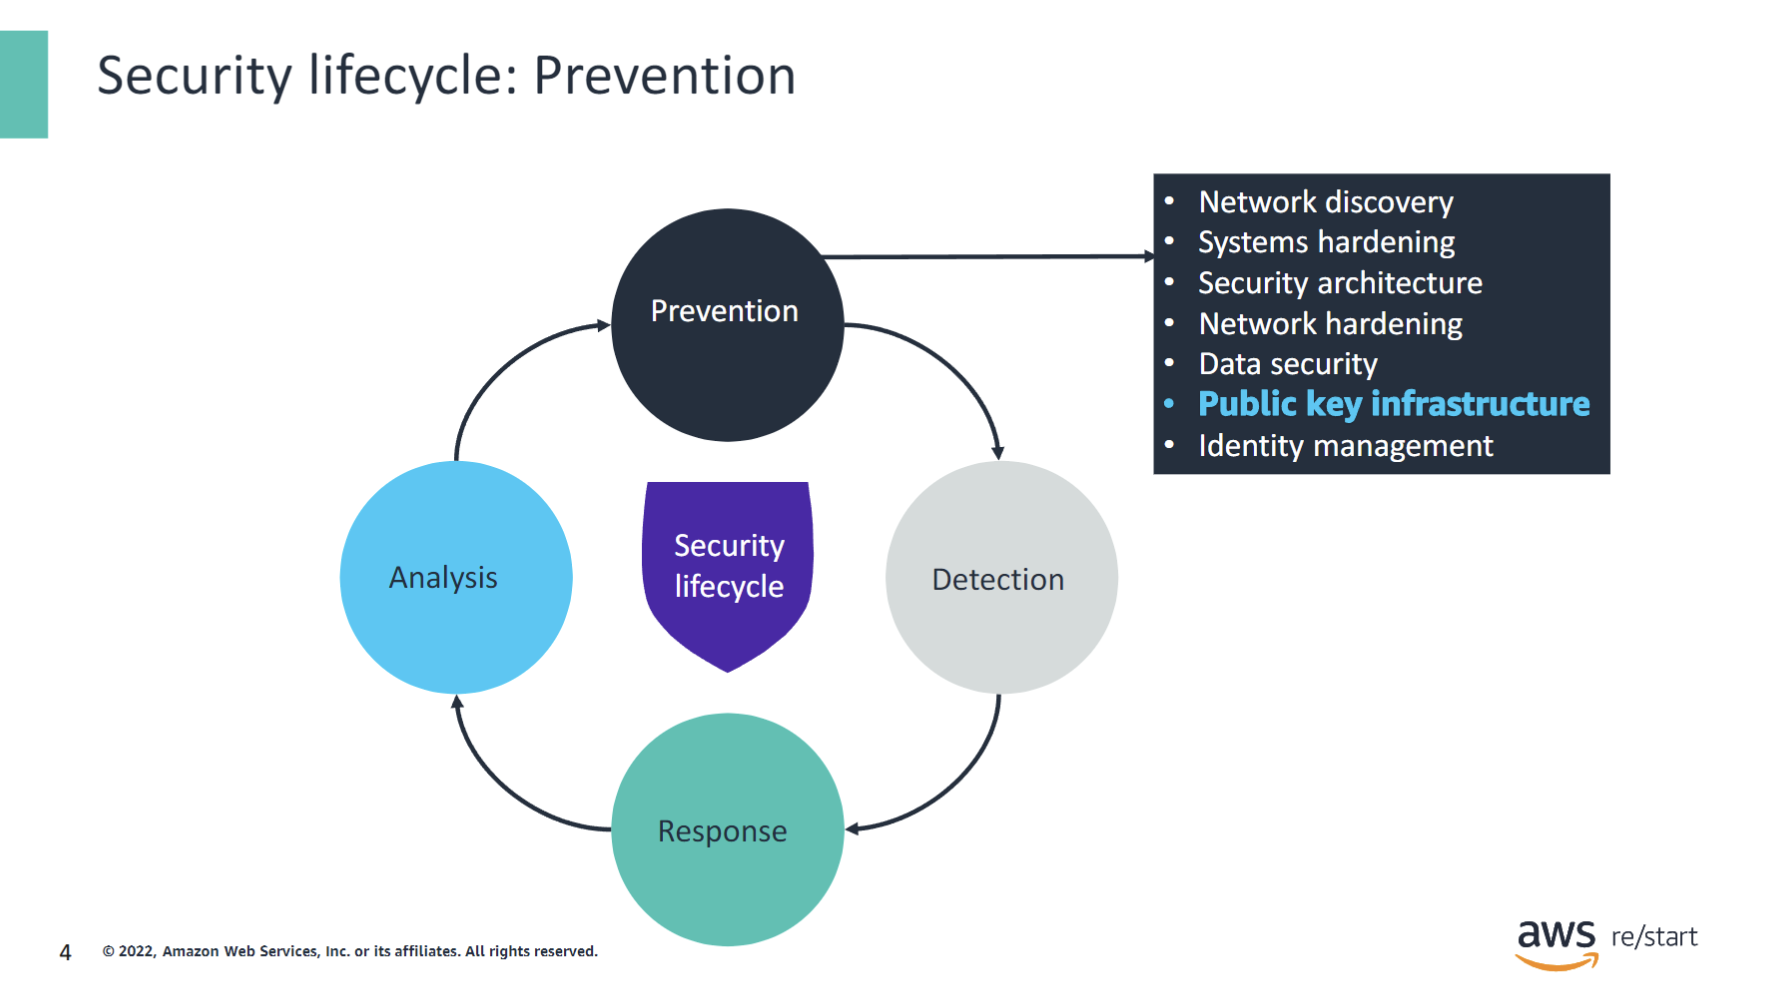 Security lifecycle: Prevention
Prevention
• Network discovery
• Systems hardening
• Security architecture
• Network hardening
• Data security
• Public key infrastructure
• Identity management
Analysis
Security
lifecycle
Detection
Response
4
© 2022, Amazon Web Services, Inc. or its affiliates. All rights reserved.
aws re/start